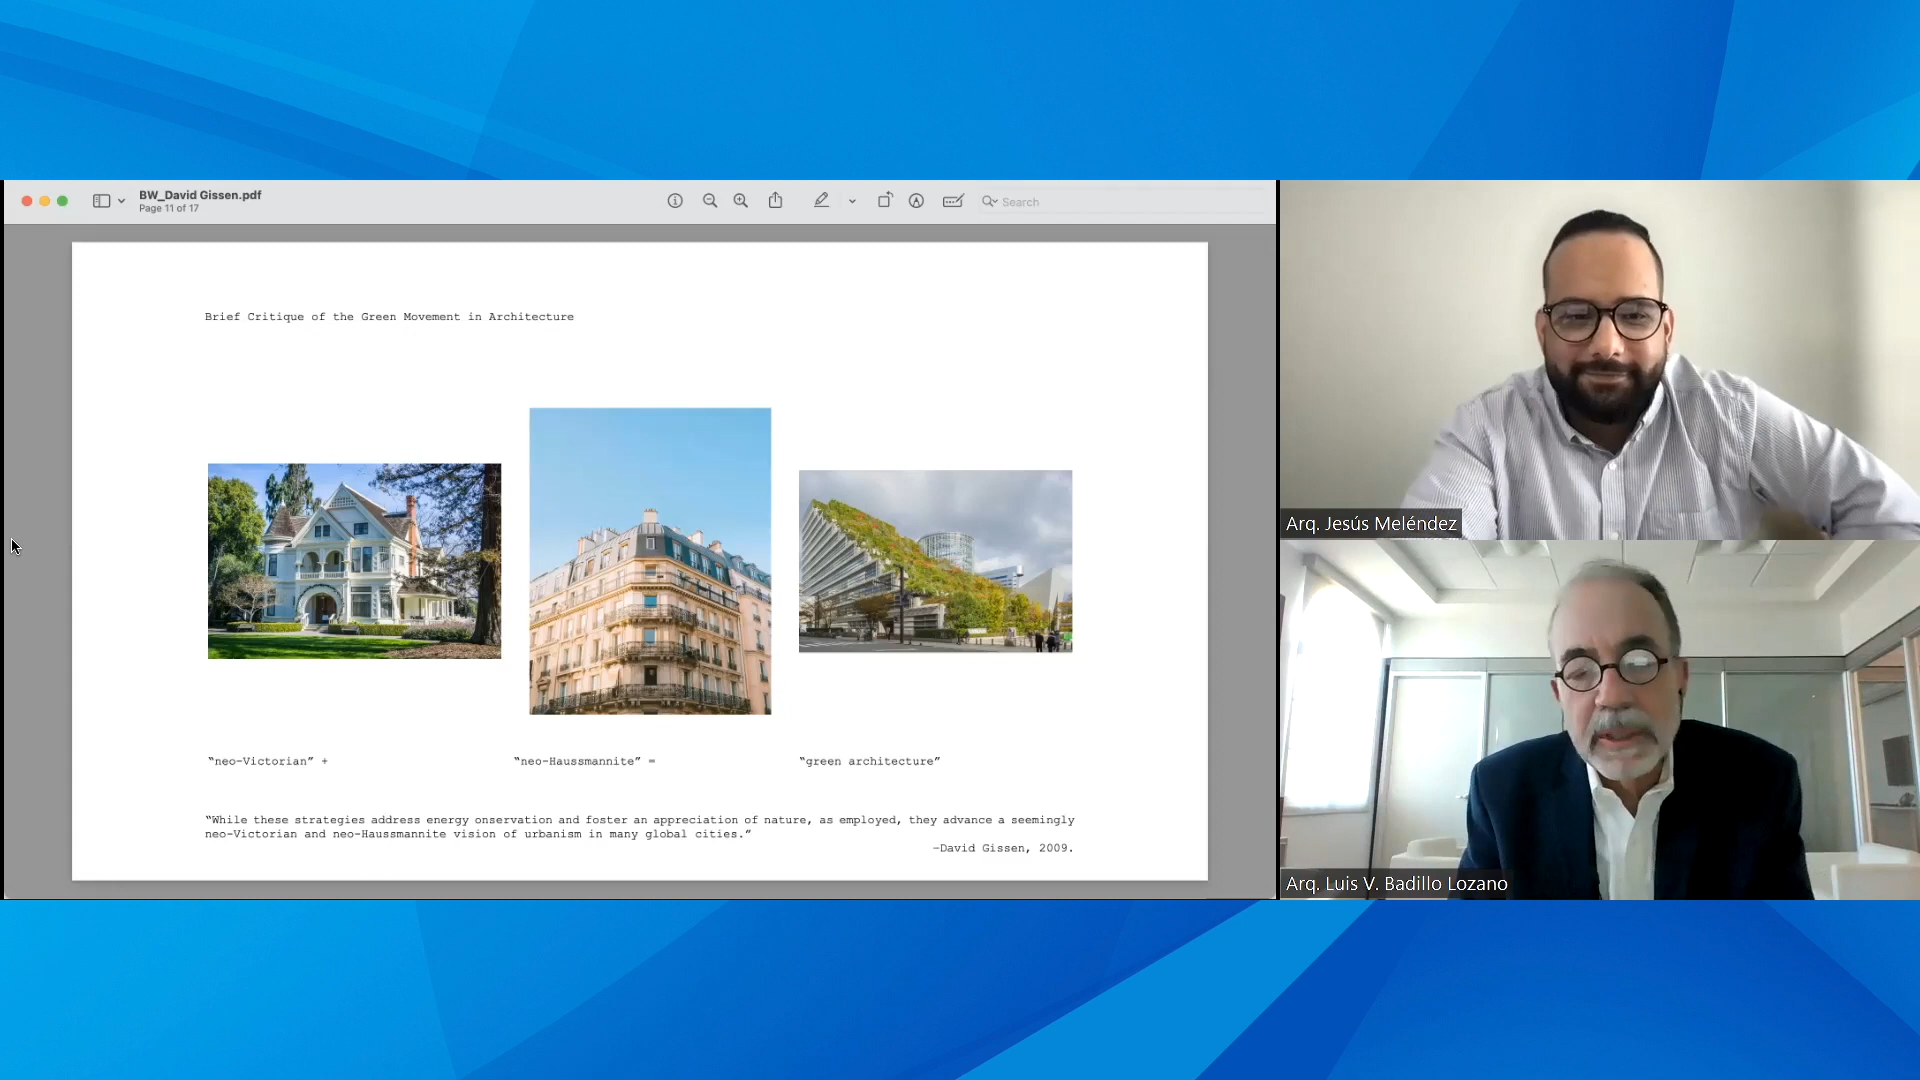 BW_David Gissen.pdf
Page 11 of 17
Search
Brief Critique of the Green Movement in Architecture
“neo-Victorian” +
“neo-Haussmannite” =
“green architecture”
“While these strategies address energy onservation and foster an appreciation of nature, as employed, they advance a seemingly
neo-Victorian and neo-Haussmannite vision of urbanism in many global cities.”
—David Gissen, 2009.
Arq. Jesús Meléndez
Arq. Luis V. Badillo Lozano